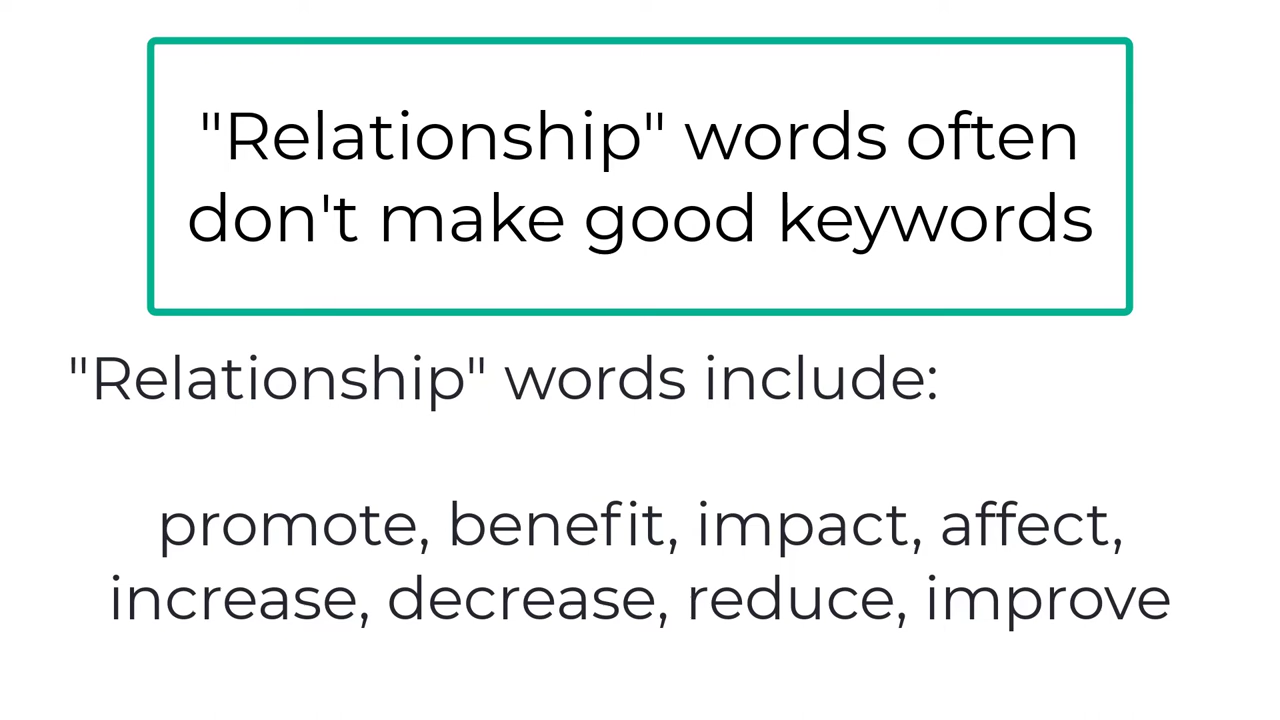 "Relationship" words often
don't make good keywords
"Relationship" words include:
promote, benefit, impact, affect,
increase, decrease, reduce, improve